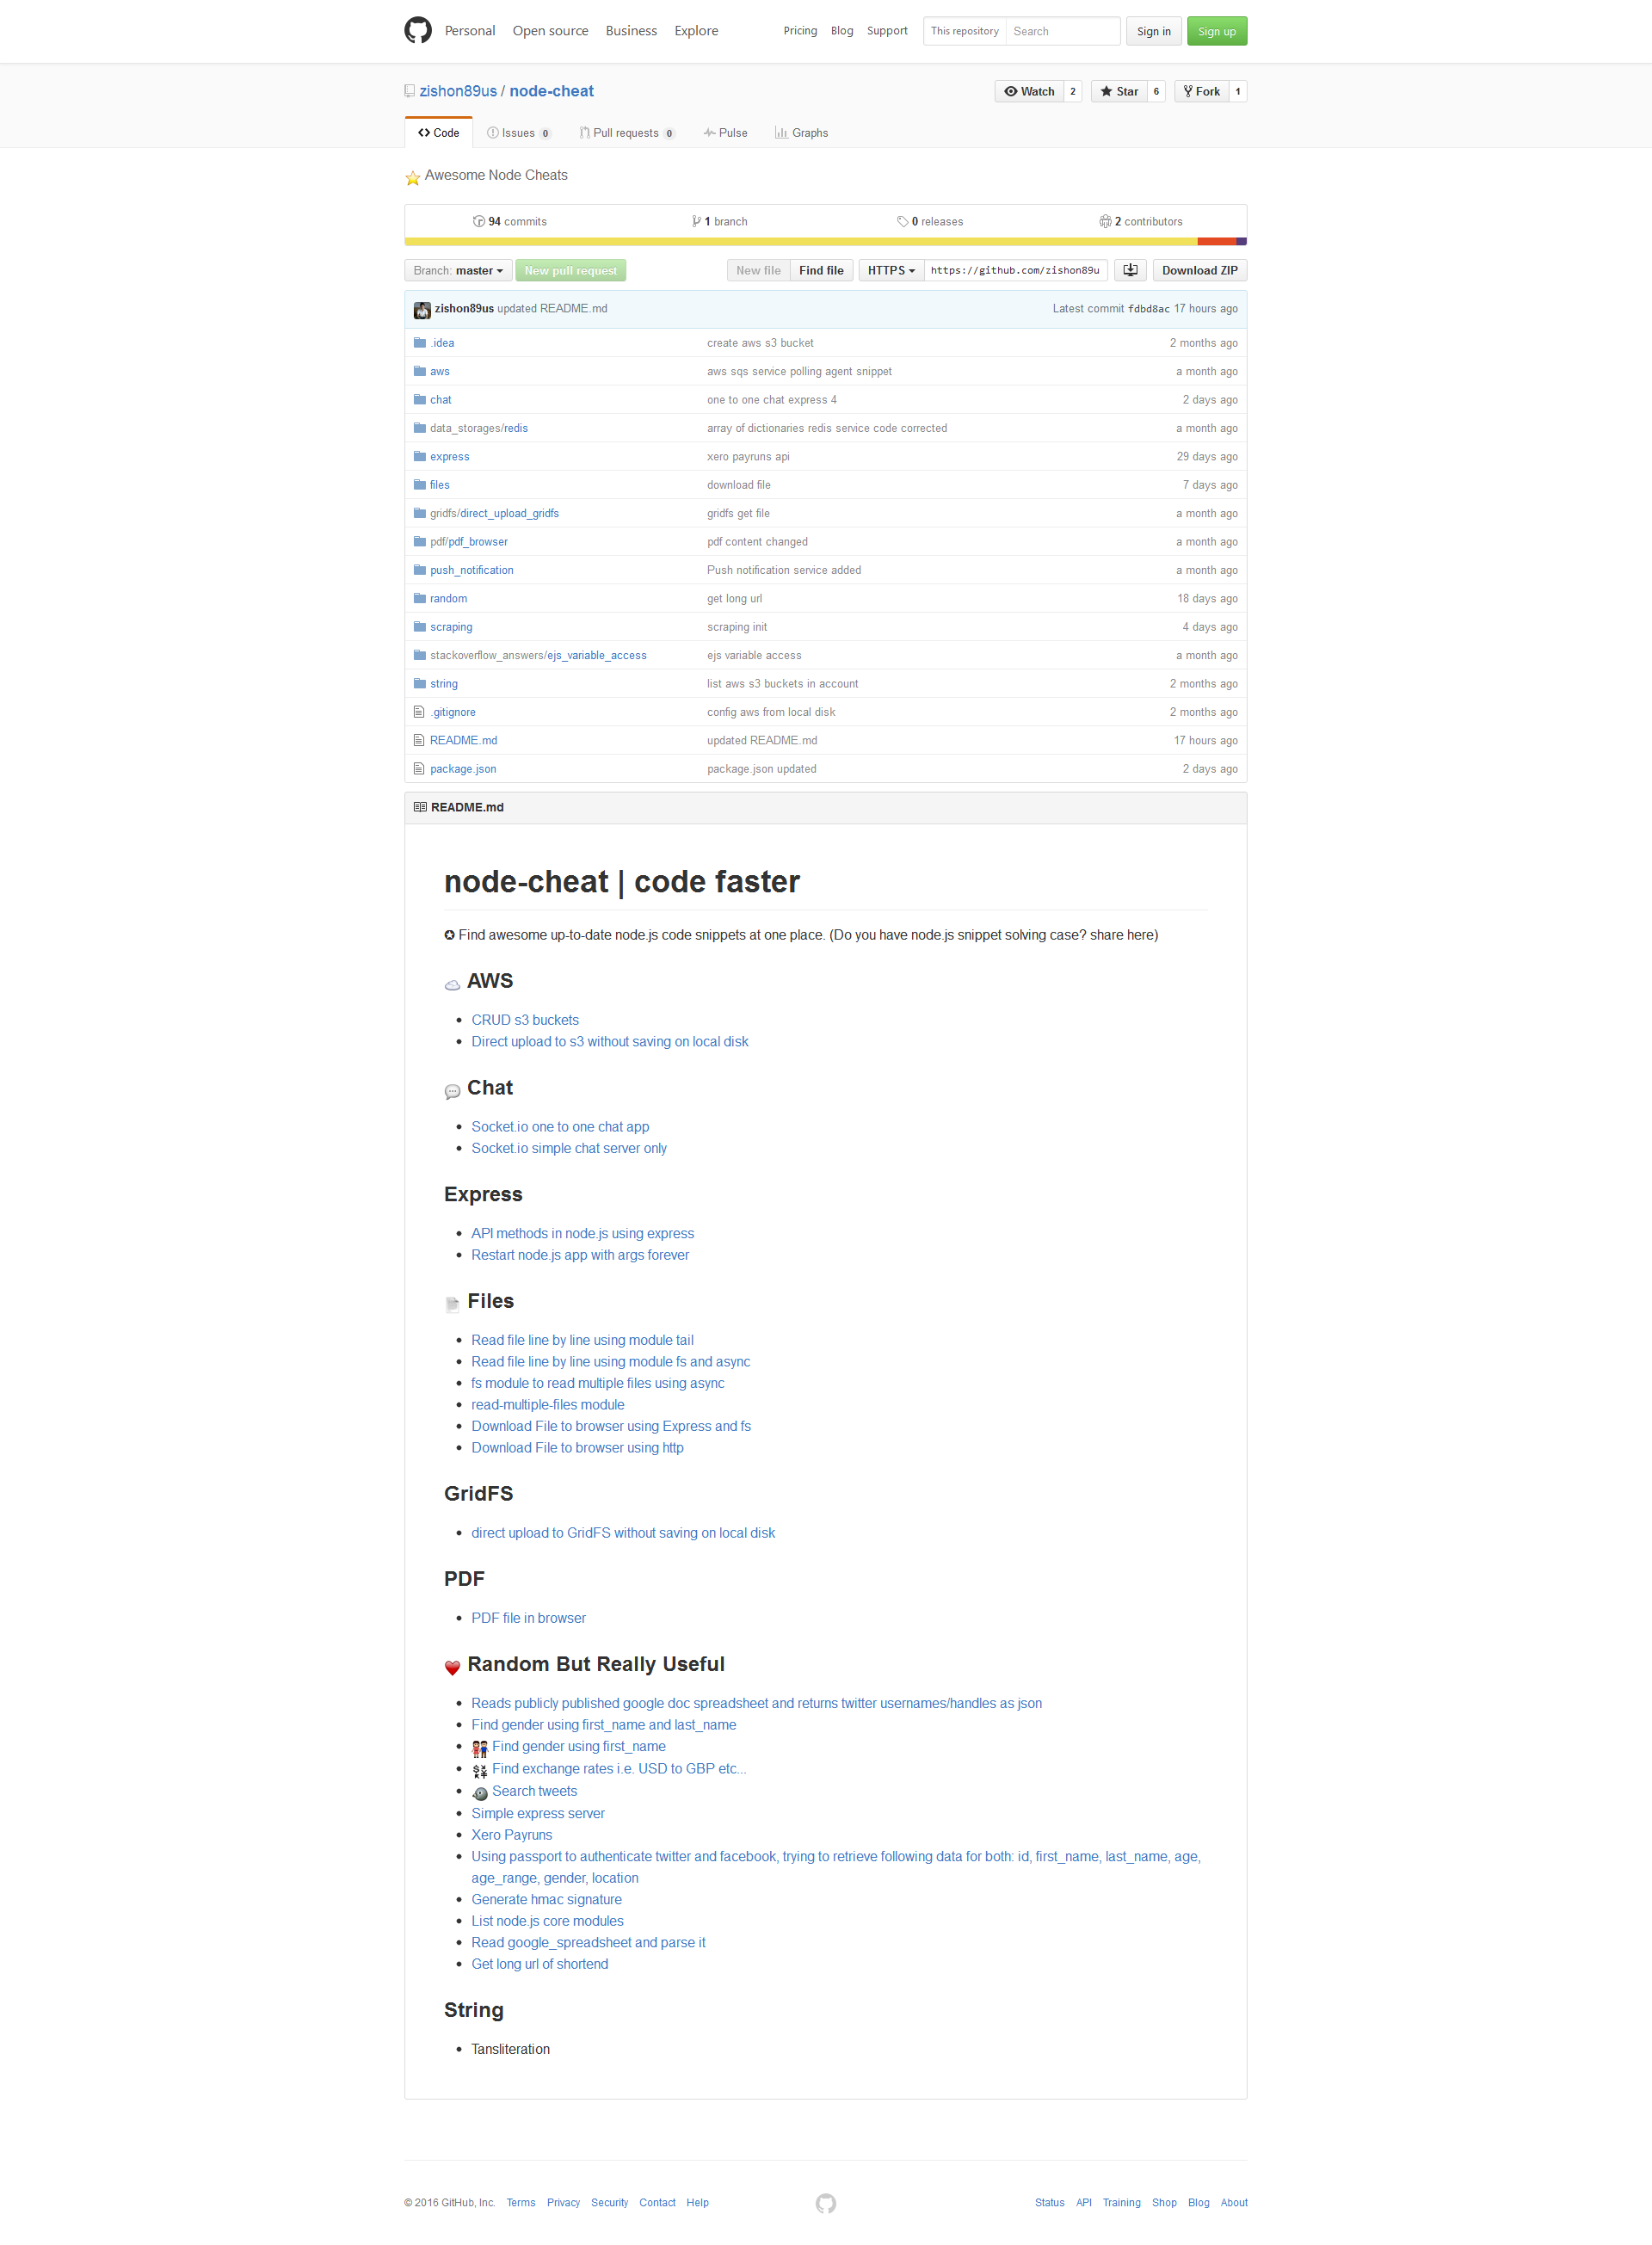 Personal Open source Business Explore Pricing Blog Support This repository Search Sign in Sign up
zishon89us / node-cheat Watch 2 Star 6 Fork 1
Code Issues 0 Pull requests 0 Pulse Graphs
Awesome Node Cheats
94 commits 1 branch 0 releases 2 contributors
Branch: master New pull request New file Find file HTTPS https://github.com/zishon89u Download ZIP
zishon89us updated README.md Latest commit fdbd8ac 17 hours ago
.idea create aws s3 bucket 2 months ago
aws aws sqs service polling agent snippet a month ago
chat one to one chat express 4 2 days ago
data_storages/redis array of dictionaries redis service code corrected a month ago
express xero payruns api 29 days ago
files download file 7 days ago
gridfs/direct_upload_gridfs gridfs get file a month ago
pdf/pdf_browser pdf content changed a month ago
push_notification Push notification service added a month ago
random get long url 18 days ago
scraping scraping init 4 days ago
stackoverflow_answers/ejs_variable_access ejs variable access a month ago
string list aws s3 buckets in account 2 months ago
.gitignore config aws from local disk 2 months ago
README.md updated README.md 17 hours ago
package.json package.json updated 2 days ago
README.md
node-cheat | code faster
✪ Find awesome up-to-date node.js code snippets at one place. (Do you have node.js snippet solving case? share here)
AWS
• CRUD s3 buckets
• Direct upload to s3 without saving on local disk
Chat
• Socket.io one to one chat app
• Socket.io simple chat server only
Express
• API methods in node.js using express
• Restart node.js app with args forever
Files
• Read file line by line using module tail
• Read file line by line using module fs and async
• fs module to read multiple files using async
• read-multiple-files module
• Download File to browser using Express and fs
• Download File to browser using http
GridFS
• direct upload to GridFS without saving on local disk
PDF
• PDF file in browser
Random But Really Useful
• Reads publicly published google doc spreadsheet and returns twitter usernames/handles as json
• Find gender using first_name and last_name
• Find gender using first_name
• Find exchange rates i.e. USD to GBP etc...
• Search tweets
• Simple express server
• Xero Payruns
• Using passport to authenticate twitter and facebook, trying to retrieve following data for both: id, first_name, last_name, age,
age_range, gender, location
• Generate hmac signature
• List node.js core modules
• Read google_spreadsheet and parse it
• Get long url of shortend
String
• Tansliteration
© 2016 GitHub, Inc. Terms Privacy Security Contact Help Status API Training Shop Blog About